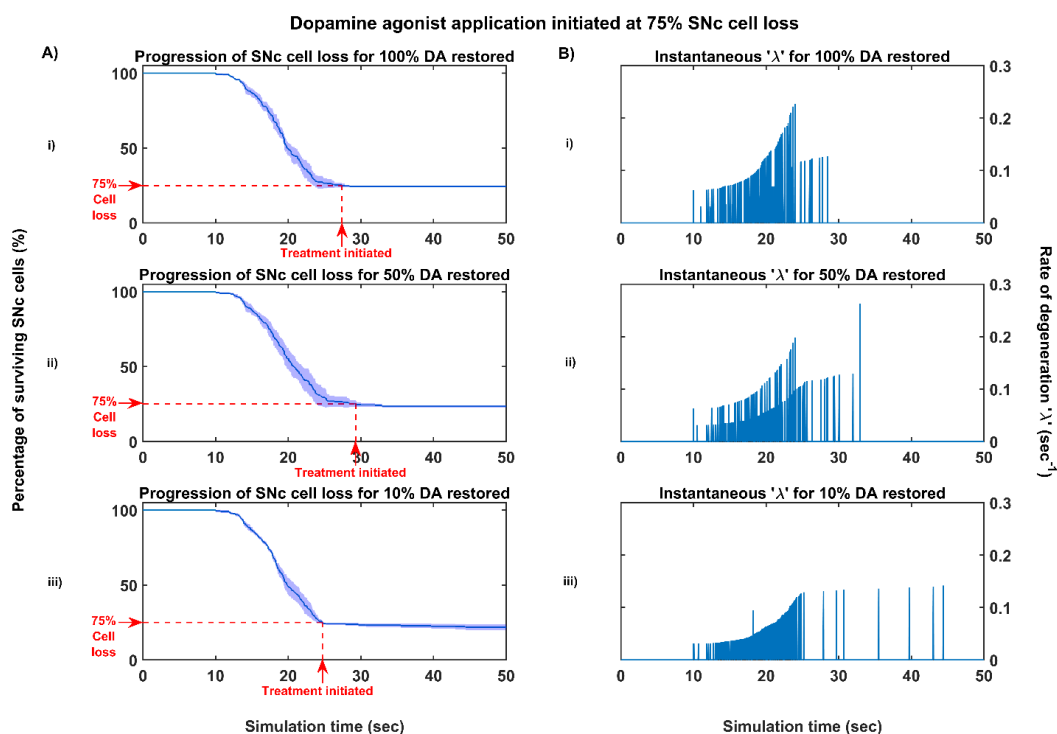 Dopamine agonist application initiated at 75% SNc cell loss
A)
Progression of SNc cell loss for 100% DA restored
B)
Instantaneous 'λ' for 100% DA restored
100
50
0
i)
75%
Cell
loss
0 10 20 30 40 50
Treatment initiated
i)
0.3
0.2
0.1
0
0 10 20 30 40 50
Progression of SNc cell loss for 50% DA restored
Instantaneous 'λ' for 50% DA restored
100
50
0
ii)
75%
Cell
loss
0 10 20 30 40 50
Treatment initiated
ii)
0.3
0.2
0.1
0
0 10 20 30 40 50
Progression of SNc cell loss for 10% DA restored
Instantaneous 'λ' for 10% DA restored
100
50
0
iii)
75%
Cell
loss
0 10 20 30 40 50
Treatment initiated
iii)
0.3
0.2
0.1
0
0 10 20 30 40 50
Percentage of surviving SNc cells (%)
Rate of degeneration 'λ' (sec⁻¹)
Simulation time (sec)
Simulation time (sec)